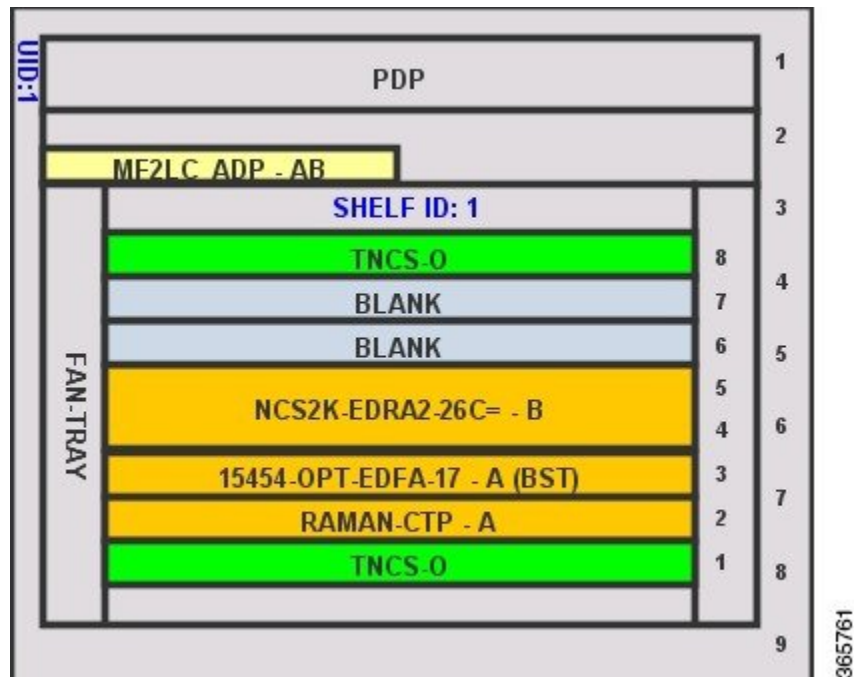 UID:1
PDP
1
2
MF2LC_ADP - AB
SHELF ID: 1
3
TNCS-O
8
4
BLANK
7
BLANK
6
5
FAN-TRAY
NCS2K-EDRA2-26C= - B
5
4
6
15454-OPT-EDFA-17 - A (BST)
3
7
RAMAN-CTP - A
2
TNCS-O
1
8
9
365761